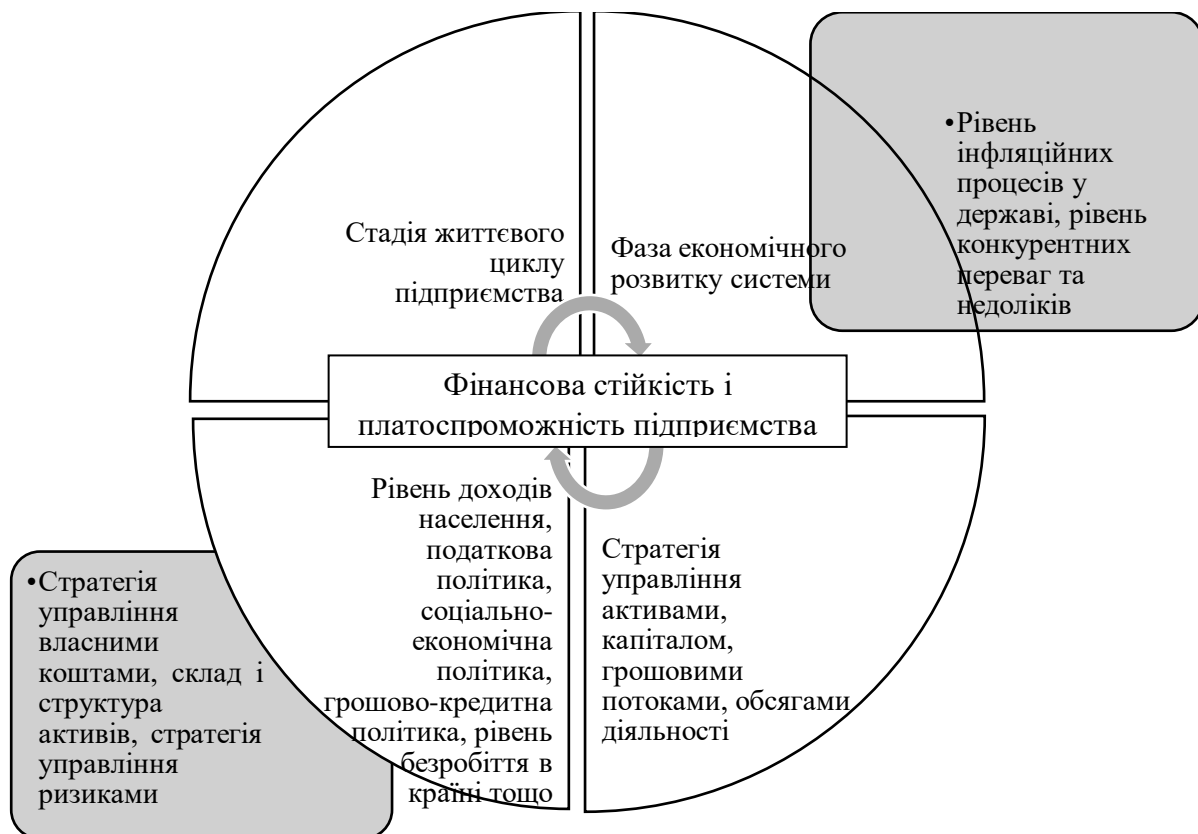 Стадія життєвого
циклу
підприємства
Фаза економічного
розвитку системи
•Рівень
інфляційних
процесів у
державі, рівень
конкурентних
переваг та
недоліків
Фінансова стійкість і
платоспроможність підприємства
Рівень доходів
населення,
податкова
політика,
соціально-
економічна
політика,
грошово-кредитна
політика, рівень
безробіття в
країні тощо
Стратегія
управління
активами,
капіталом,
грошовими
потоками, обсягами
діяльності
•Стратегія
управління
власними
коштами, склад і
структура
активів, стратегія
управління
ризиками